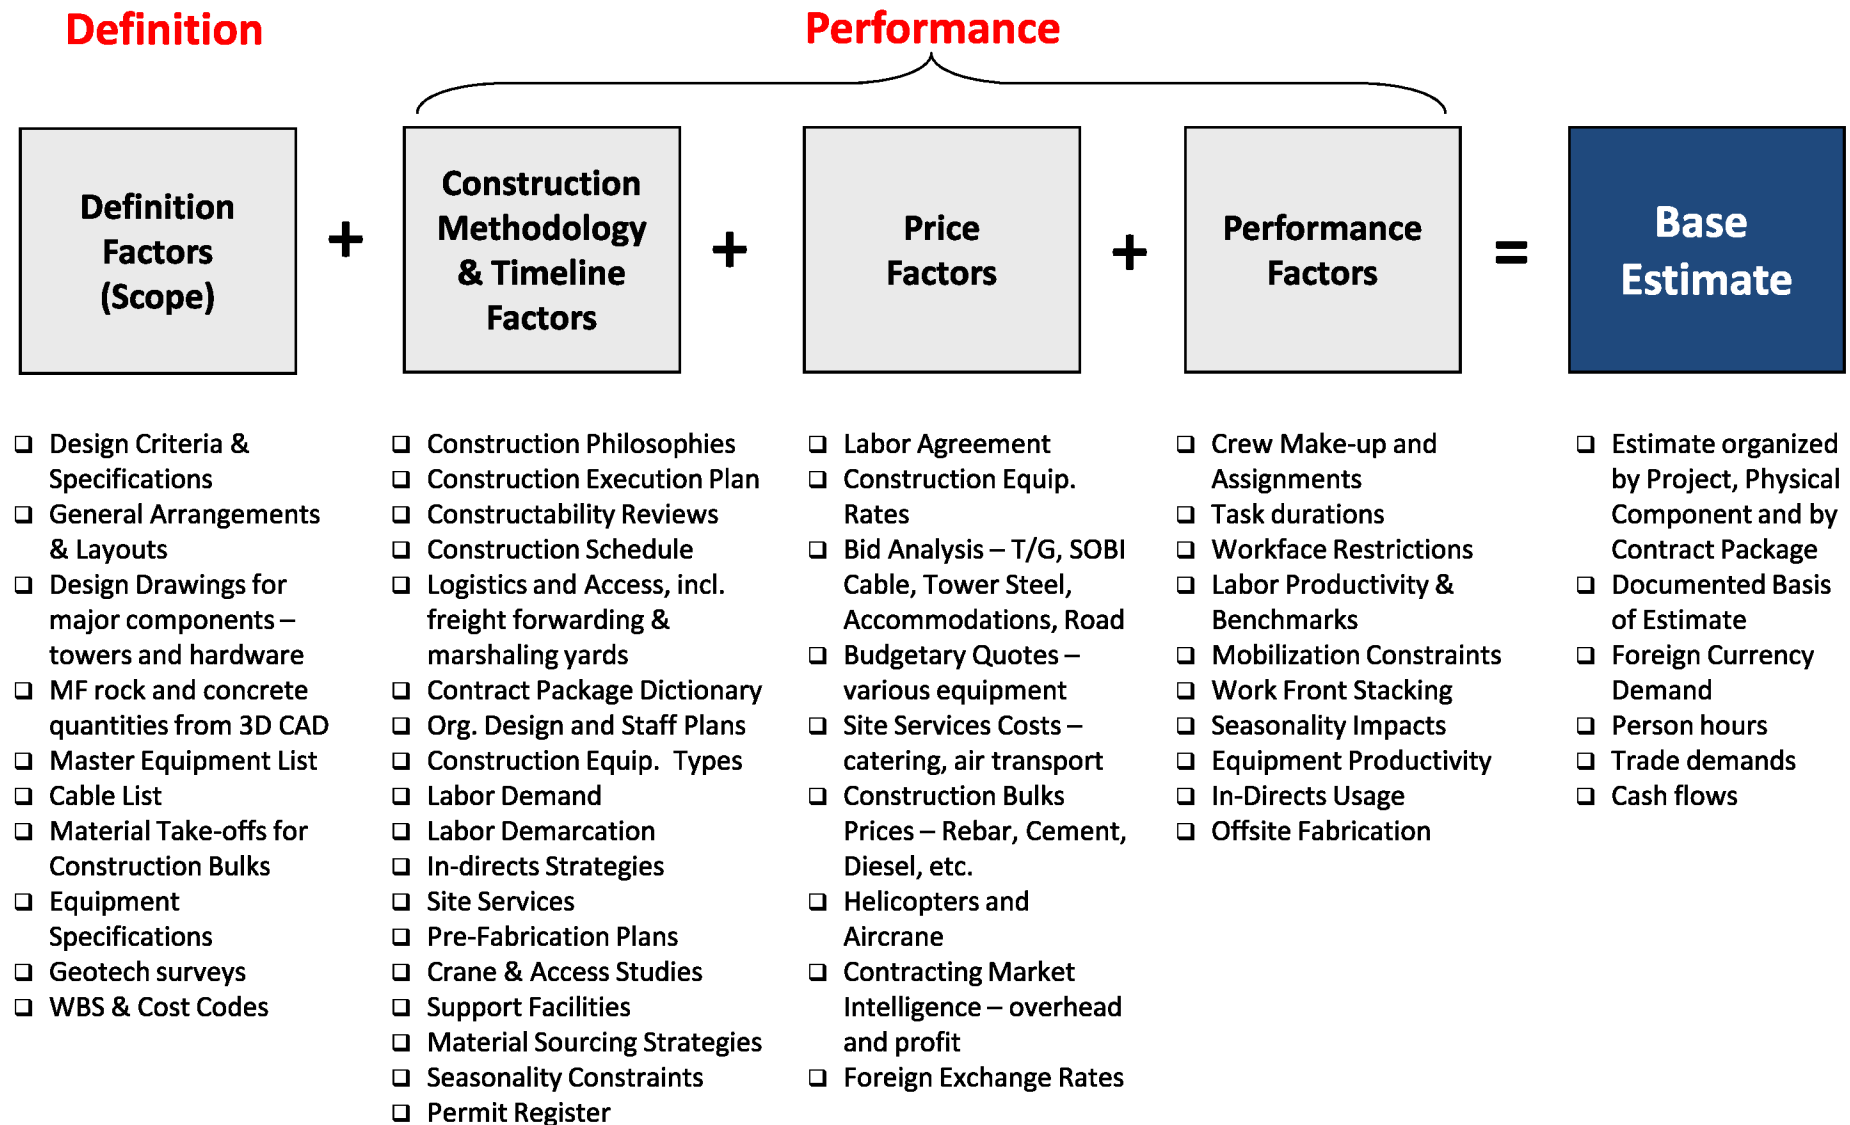 Definition
Performance
Definition
Factors
(Scope)
+
Construction
Methodology
& Timeline
Factors
+
Price
Factors
+
Performance
Factors
=
Base
Estimate
❑ Design Criteria &
Specifications
❑ General Arrangements
& Layouts
❑ Design Drawings for
major components –
towers and hardware
❑ MF rock and concrete
quantities from 3D CAD
❑ Master Equipment List
❑ Cable List
❑ Material Take-offs for
Construction Bulks
❑ Equipment
Specifications
❑ Geotech surveys
❑ WBS & Cost Codes
❑ Construction Philosophies
❑ Construction Execution Plan
❑ Constructability Reviews
❑ Construction Schedule
❑ Logistics and Access, incl.
freight forwarding &
marshaling yards
❑ Contract Package Dictionary
❑ Org. Design and Staff Plans
❑ Construction Equip. Types
❑ Labor Demand
❑ Labor Demarcation
❑ In-directs Strategies
❑ Site Services
❑ Pre-Fabrication Plans
❑ Crane & Access Studies
❑ Support Facilities
❑ Material Sourcing Strategies
❑ Seasonality Constraints
❑ Permit Register
❑ Labor Agreement
❑ Construction Equip.
Rates
❑ Bid Analysis – T/G, SOBI
Cable, Tower Steel,
Accommodations, Road
❑ Budgetary Quotes –
various equipment
❑ Site Services Costs –
catering, air transport
❑ Construction Bulks
Prices – Rebar, Cement,
Diesel, etc.
❑ Helicopters and
Aircrane
❑ Contracting Market
Intelligence – overhead
and profit
❑ Foreign Exchange Rates
❑ Crew Make-up and
Assignments
❑ Task durations
❑ Workface Restrictions
❑ Labor Productivity &
Benchmarks
❑ Mobilization Constraints
❑ Work Front Stacking
❑ Seasonality Impacts
❑ Equipment Productivity
❑ In-Directs Usage
❑ Offsite Fabrication
❑ Estimate organized
by Project, Physical
Component and by
Contract Package
❑ Documented Basis
of Estimate
❑ Foreign Currency
Demand
❑ Person hours
❑ Trade demands
❑ Cash flows